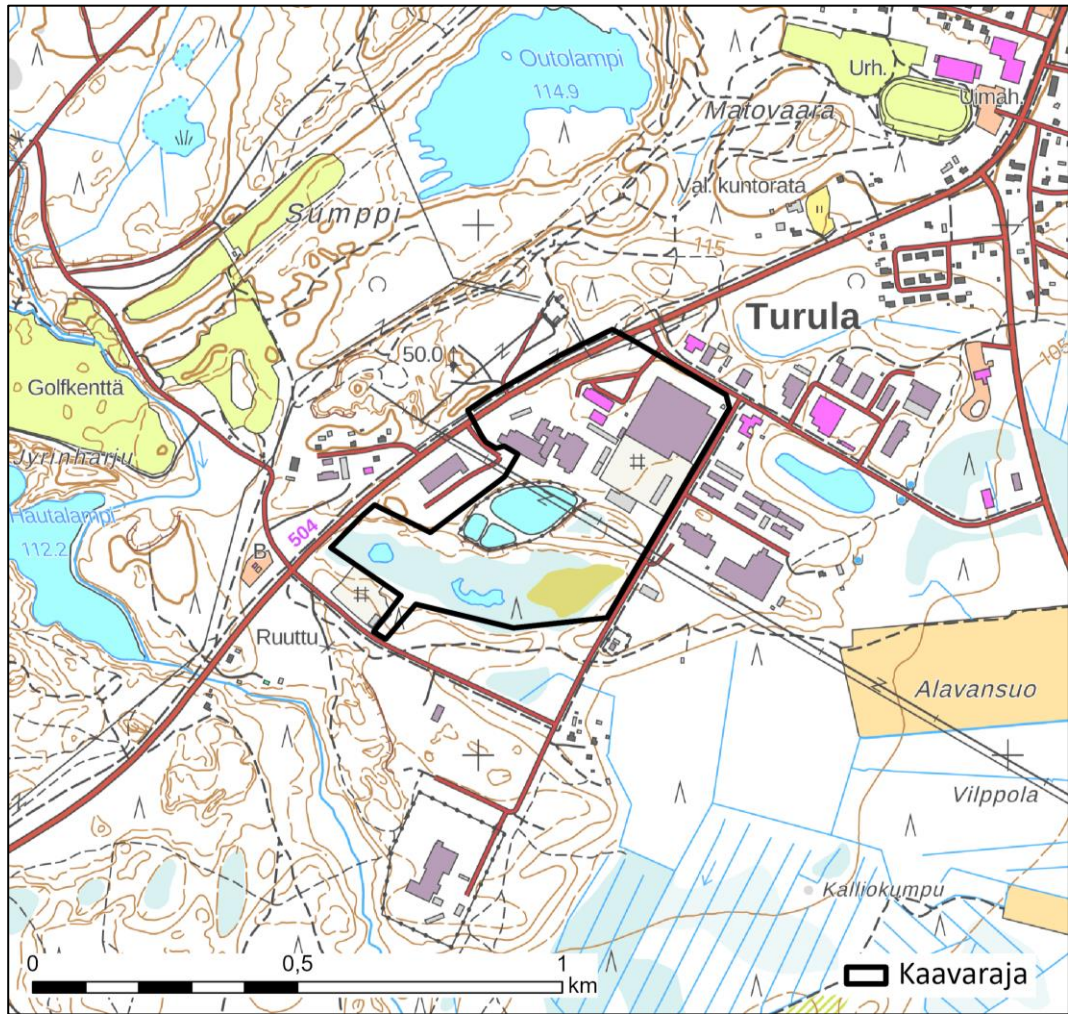 Outolampi
114.9
Urh.
Uimah.
Matovaara
Val. kuntorata
Sumppi
115
Turula
50.0
105
Golfkenttä
Jyrinharju
Hautalampi
112.2
504
B
Ruuttu
Alavansuo
Vilppola
Kalliokumpu
0 0,5 1
km
Kaavaraja